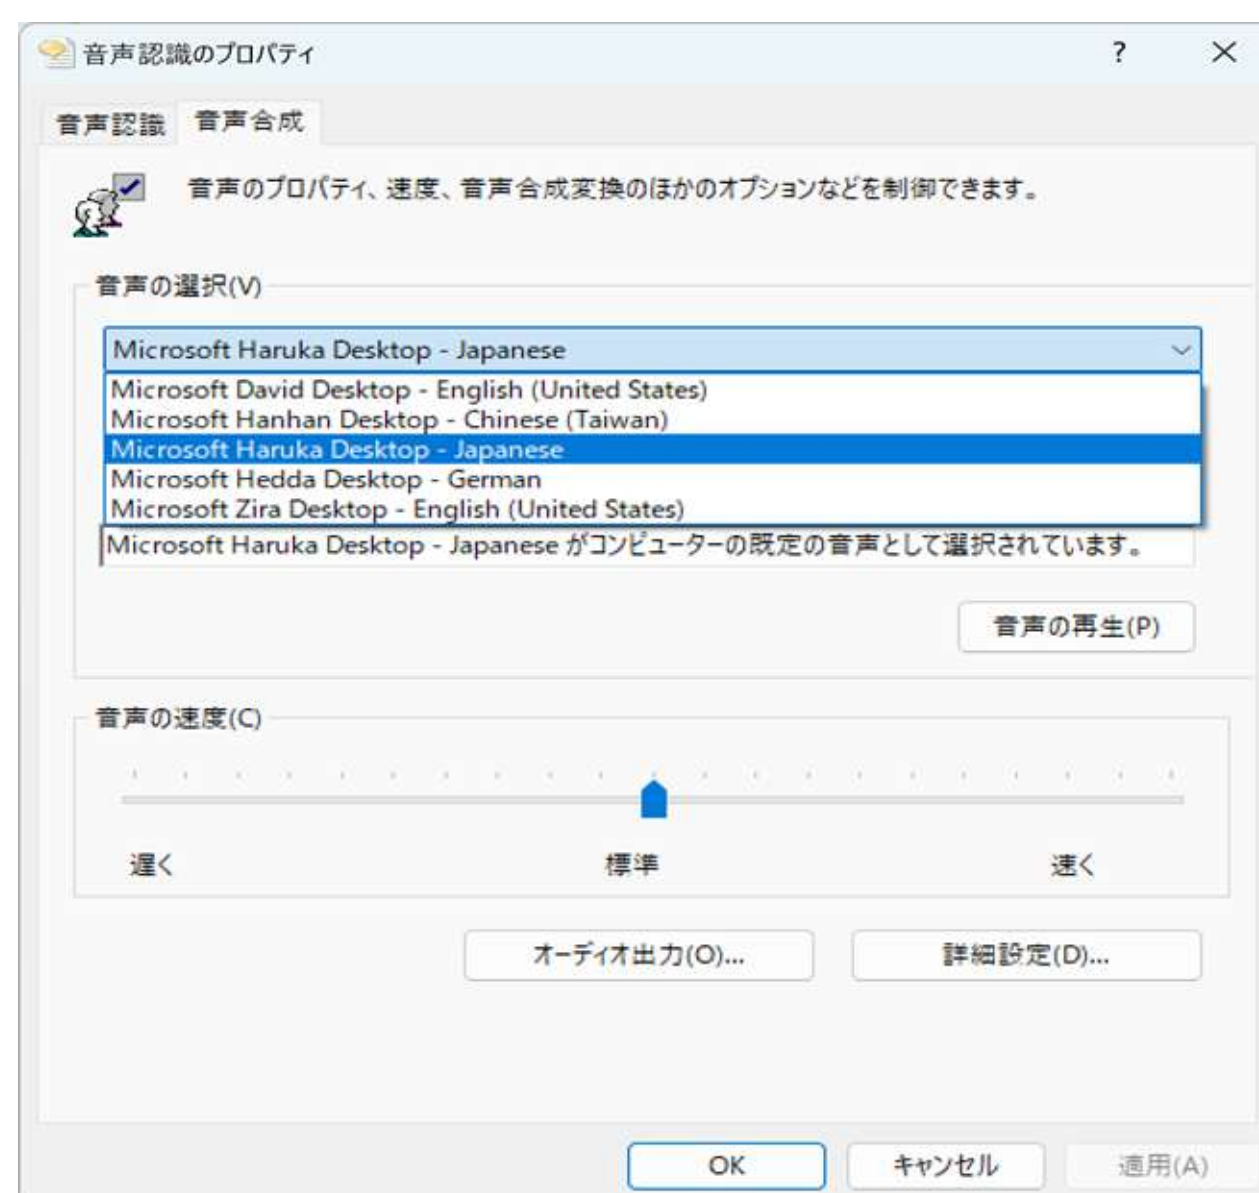 音声認識のプロパティ
?
音声認識 音声合成
音声のプロパティ、速度、音声合成変換のほかのオプションなどを制御できます。
音声の選択(V)
Microsoft Haruka Desktop - Japanese
Microsoft David Desktop - English (United States)
Microsoft Hanhan Desktop - Chinese (Taiwan)
Microsoft Haruka Desktop - Japanese
Microsoft Hedda Desktop - German
Microsoft Zira Desktop - English (United States)
Microsoft Haruka Desktop - Japanese がコンピューターの既定の音声として選択されています。
音声の再生(P)
音声の速度(C)
遅く 標準 速く
オーディオ出力(O)... 詳細設定(D)...
OK キャンセル 適用(A)